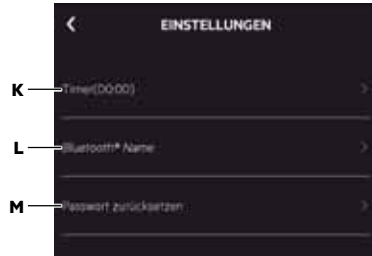 EINSTELLUNGEN
K Timer(00:00)
L Bluetooth® Name
M Passwort zurücksetzen